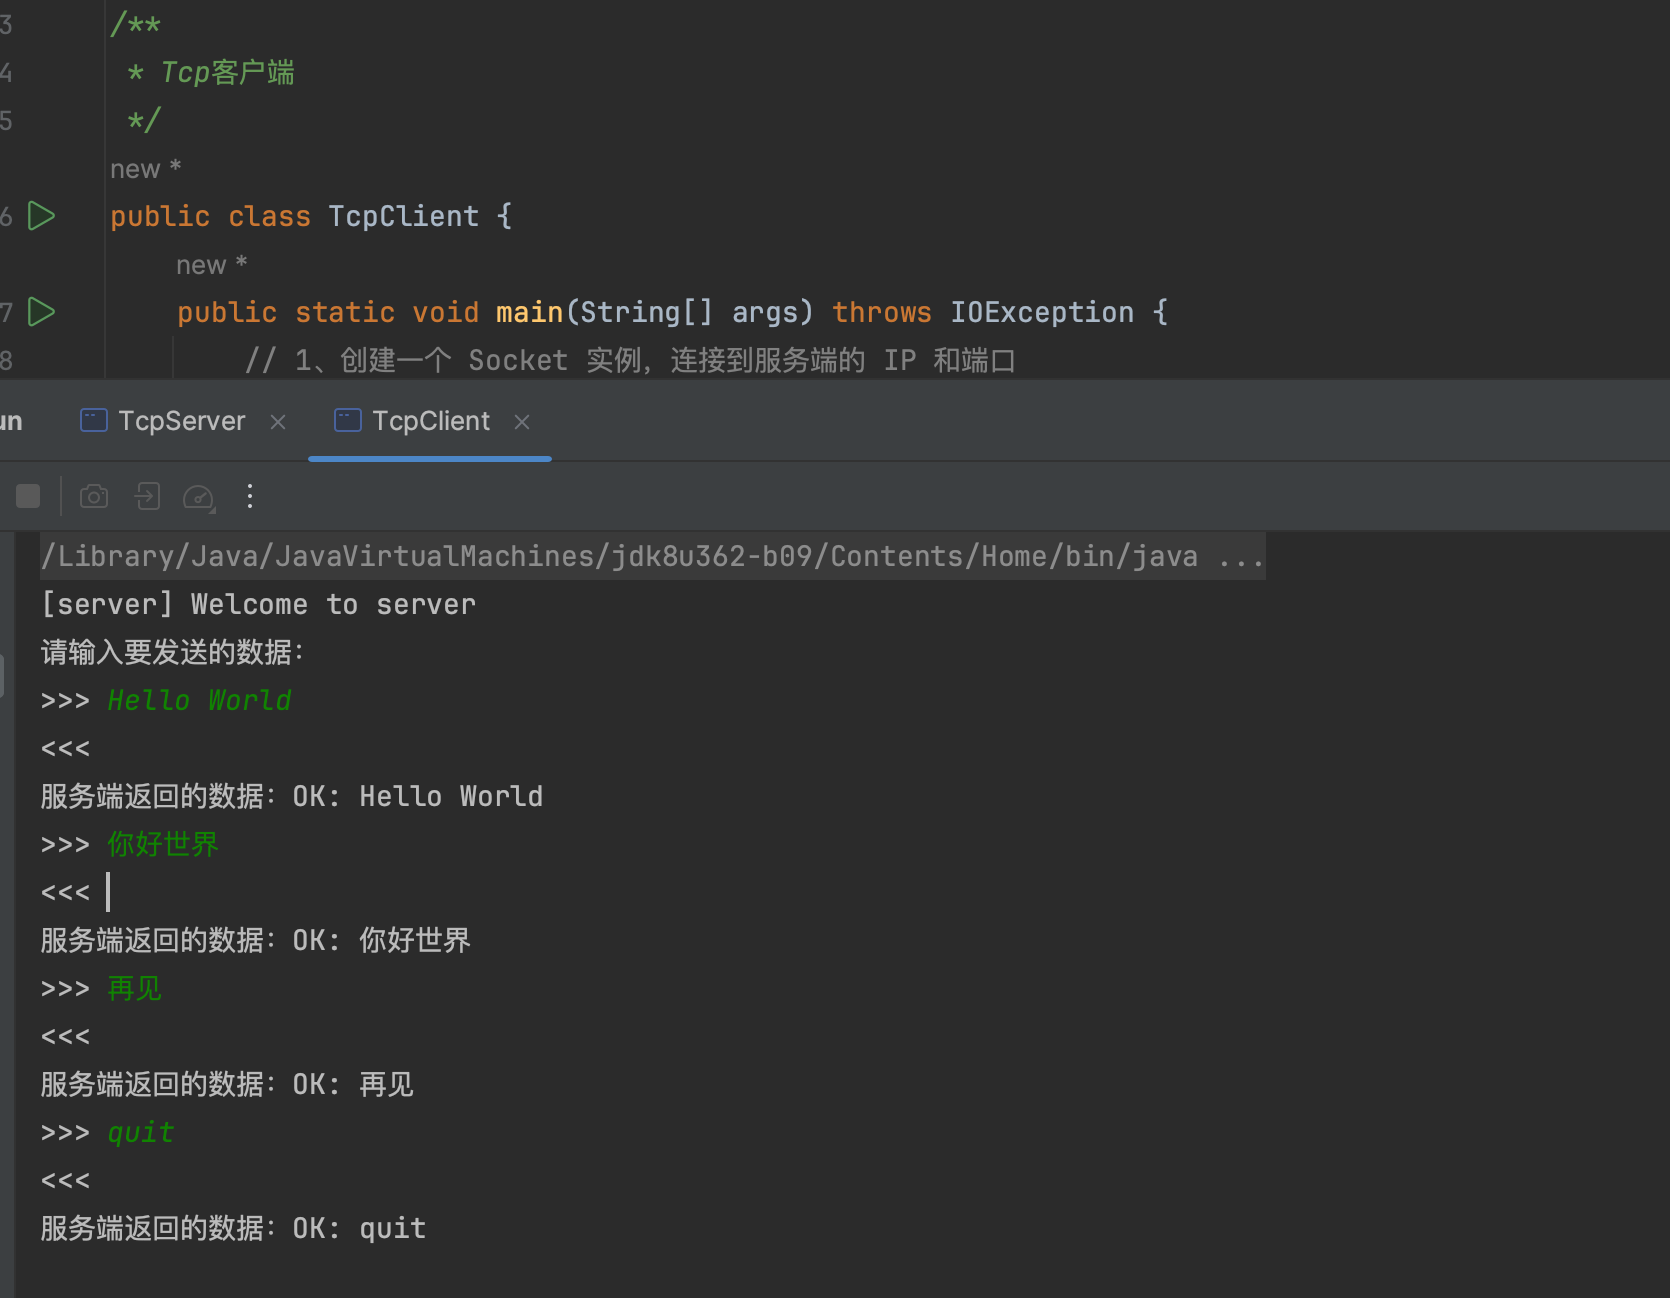 3 /**
4 * Tcp客户端
5 */
new *
6 public class TcpClient {
new *
7 public static void main(String[] args) throws IOException {
8 // 1、创建一个 Socket 实例，连接到服务端的 IP 和端口
un TcpServer TcpClient
/Library/Java/JavaVirtualMachines/jdk8u362-b09/Contents/Home/bin/java ...
[server] Welcome to server
请输入要发送的数据：
>>> Hello World
<<<
服务端返回的数据：OK: Hello World
>>> 你好世界
<<<
服务端返回的数据：OK: 你好世界
>>> 再见
<<<
服务端返回的数据：OK: 再见
>>> quit
<<<
服务端返回的数据：OK: quit